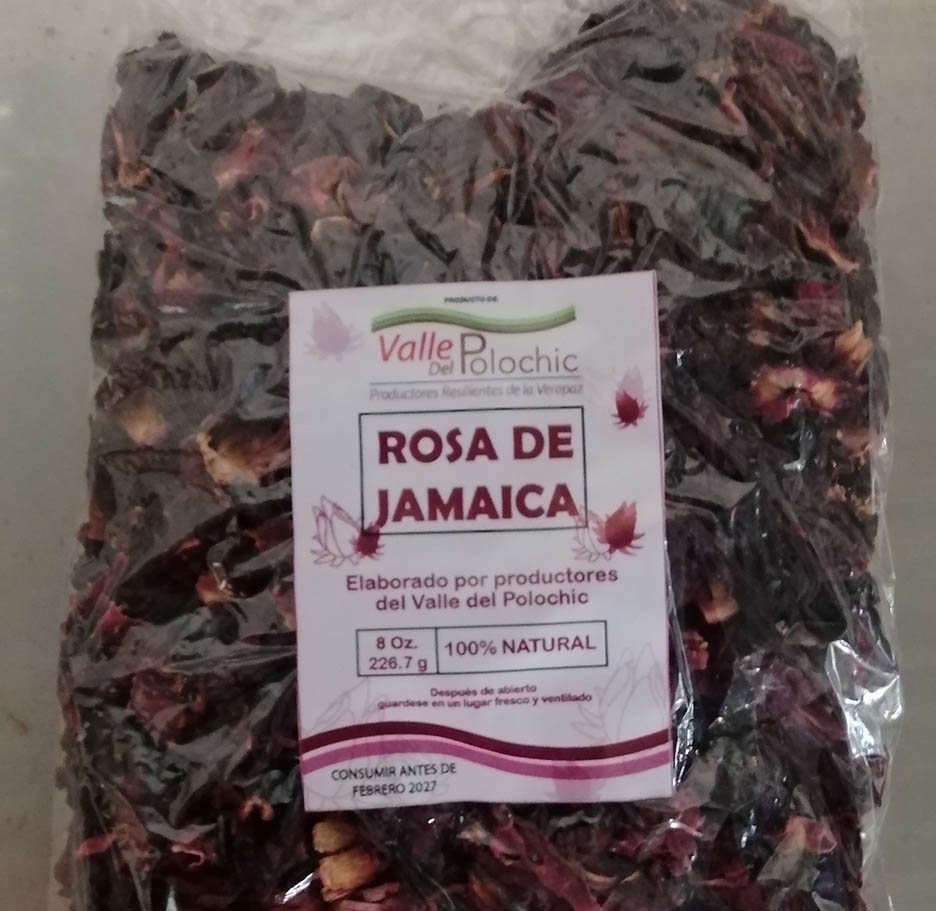 PRODUCTO DE:
Valle Del Polochic
Productores Resilientes de la Verapaz
ROSA DE
JAMAICA
Elaborado por productores
del Valle del Polochic
8 Oz.
226.7 g
100% NATURAL
Después de abierto
guardese en un lugar fresco y ventilado
CONSUMIR ANTES DE
FEBRERO 2027